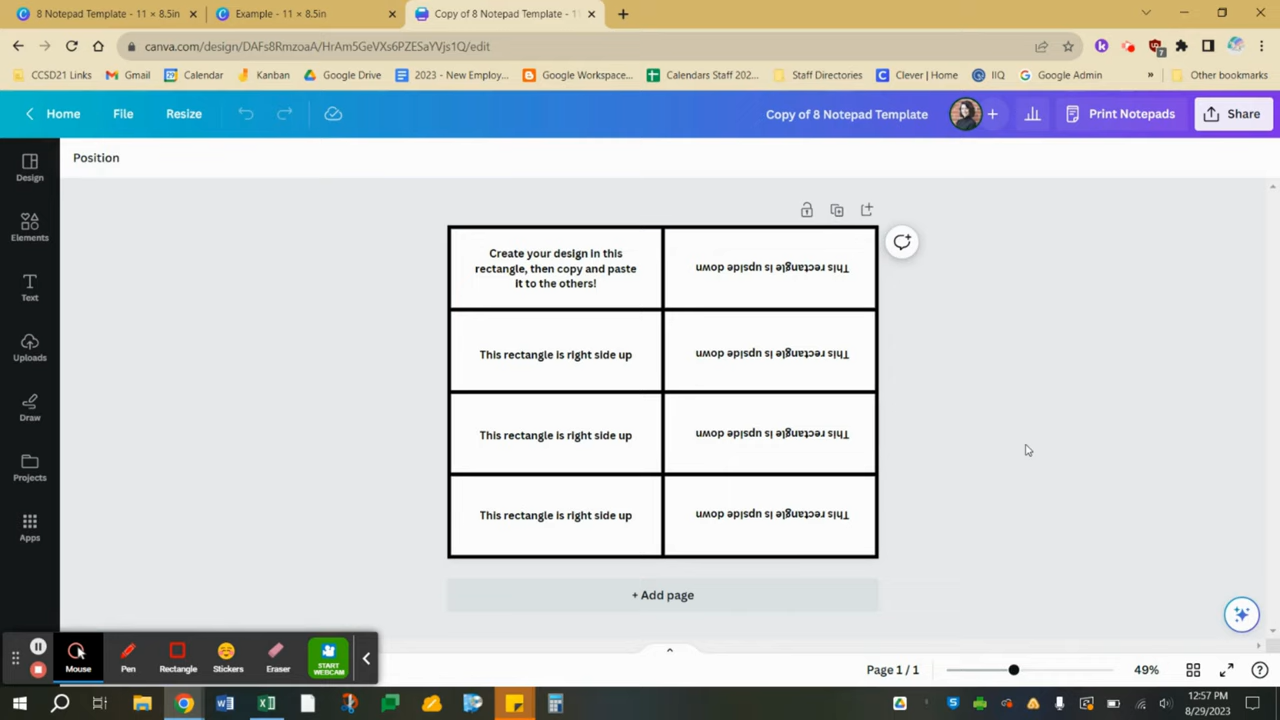 8 Notepad Template - 11 × 8.5in
Example - 11 × 8.5in
Copy of 8 Notepad Template - 1
canva.com/design/DAFs8RmzoaA/HrAm5GeVXs6PZESaYVjs1Q/edit
7
CCSD21 Links
Gmail
Calendar
Kanban
Google Drive
2023 - New Employ...
Google Workspace...
Calendars Staff 202...
Staff Directories
Clever | Home
IIQ
Google Admin
»
Other bookmarks
Home
File
Resize
Copy of 8 Notepad Template
Print Notepads
Share
Position
Design
Elements
Text
Uploads
Draw
Projects
Apps
Create your design in this
rectangle, then copy and paste
it to the others!
This rectangle is upside down
This rectangle is right side up
This rectangle is upside down
This rectangle is right side up
This rectangle is upside down
This rectangle is right side up
This rectangle is upside down
+ Add page
Mouse
Pen
Rectangle
Stickers
Eraser
START
WEBCAM
Page 1 / 1
49%
12:57 PM
8/29/2023